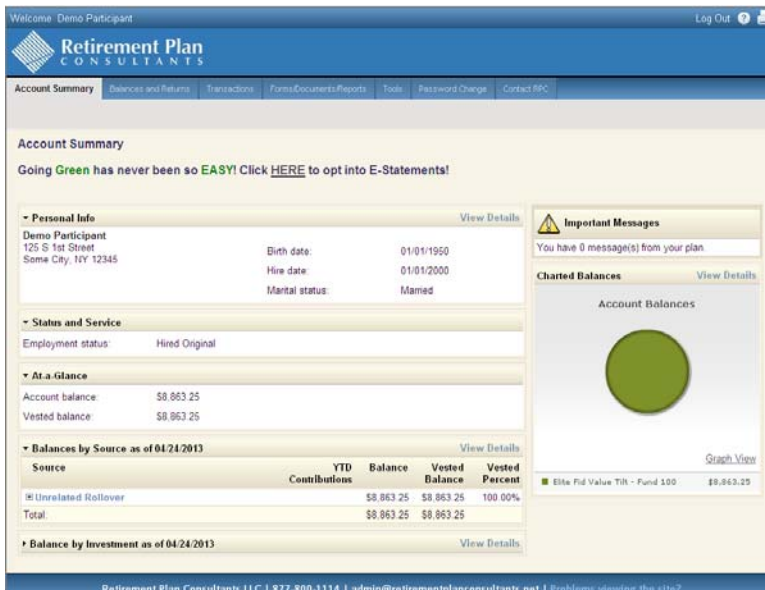 Welcome Demo Participant
Log Out ?
Retirement Plan
CONSULTANTS
Account Summary Balances and Returns Transactions Forms/Documents/Reports Tools Password Change Contact RPC
Account Summary
Going Green has never been so EASY! Click HERE to opt into E-Statements!
Personal Info View Details
Demo Participant
125 S 1st Street
Some City, NY 12345
Birth date: 01/01/1950
Hire date: 01/01/2000
Marital status: Married
Status and Service
Employment status: Hired Original
At-a-Glance
Account balance: $8,863.25
Vested balance: $8,863.25
Balances by Source as of 04/24/2013 View Details
Source YTD Contributions Balance Vested Balance Vested Percent
Unrelated Rollover $8,863.25 $8,863.25 100.00%
Total: $8,863.25 $8,863.25
Balance by Investment as of 04/24/2013 View Details
Important Messages
You have 0 message(s) from your plan.
Charted Balances View Details
Account Balances
Graph View
Elite Fid Value Tilt - Fund 100 $8,863.25
Retirement Plan Consultants LLC | 877-800-1114 | admin@retirementplanconsultants.net | Problems viewing the site?